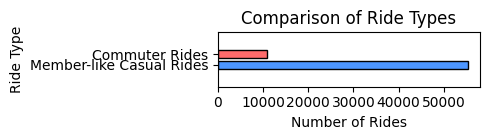 Comparison of Ride Types
Ride Type
Commuter Rides
Member-like Casual Rides
0 10000 20000 30000 40000 50000
Number of Rides